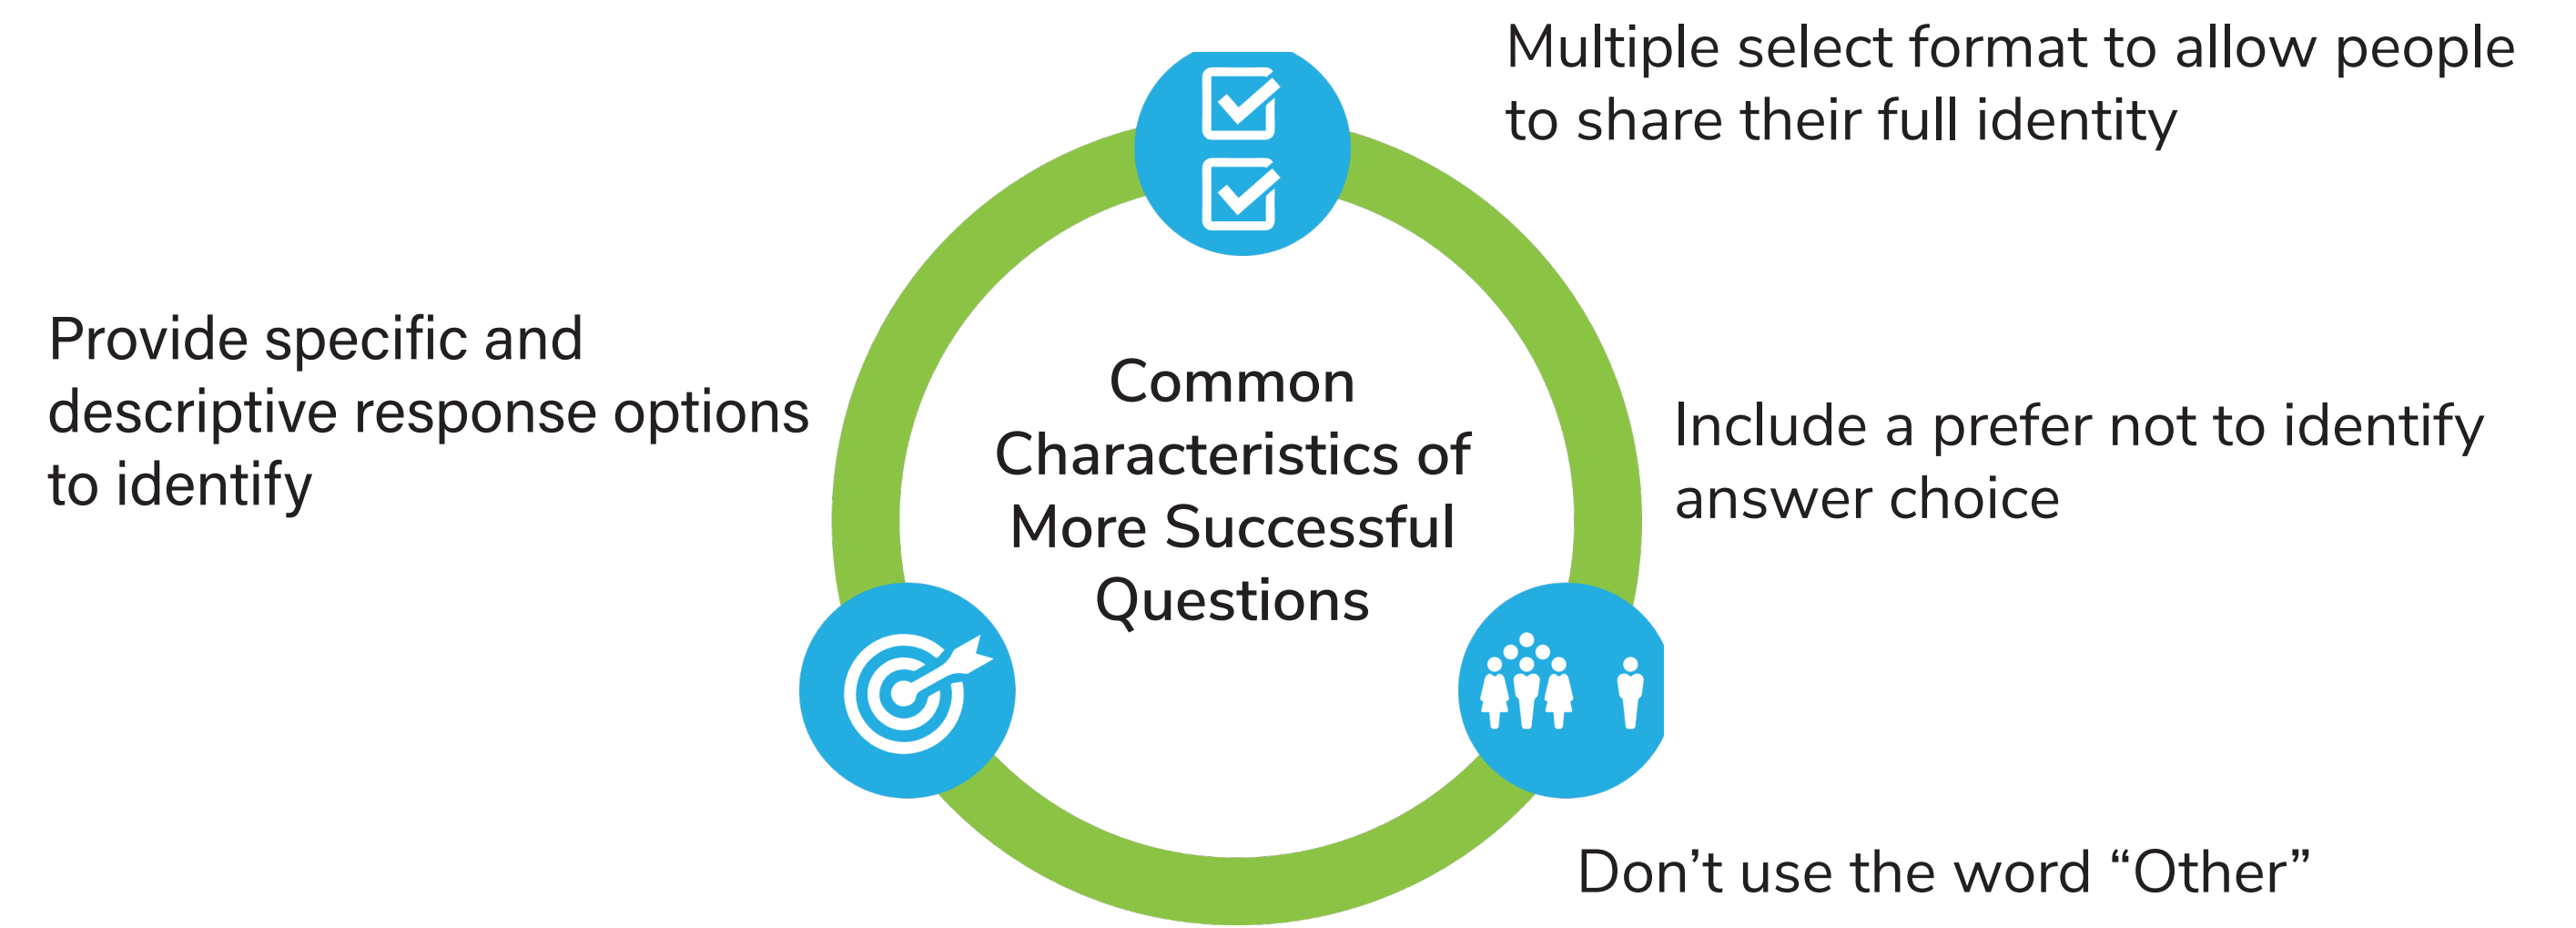 Multiple select format to allow people
to share their full identity
Provide specific and
descriptive response options
to identify
Common
Characteristics of
More Successful
Questions
Include a prefer not to identify
answer choice
Don’t use the word “Other”